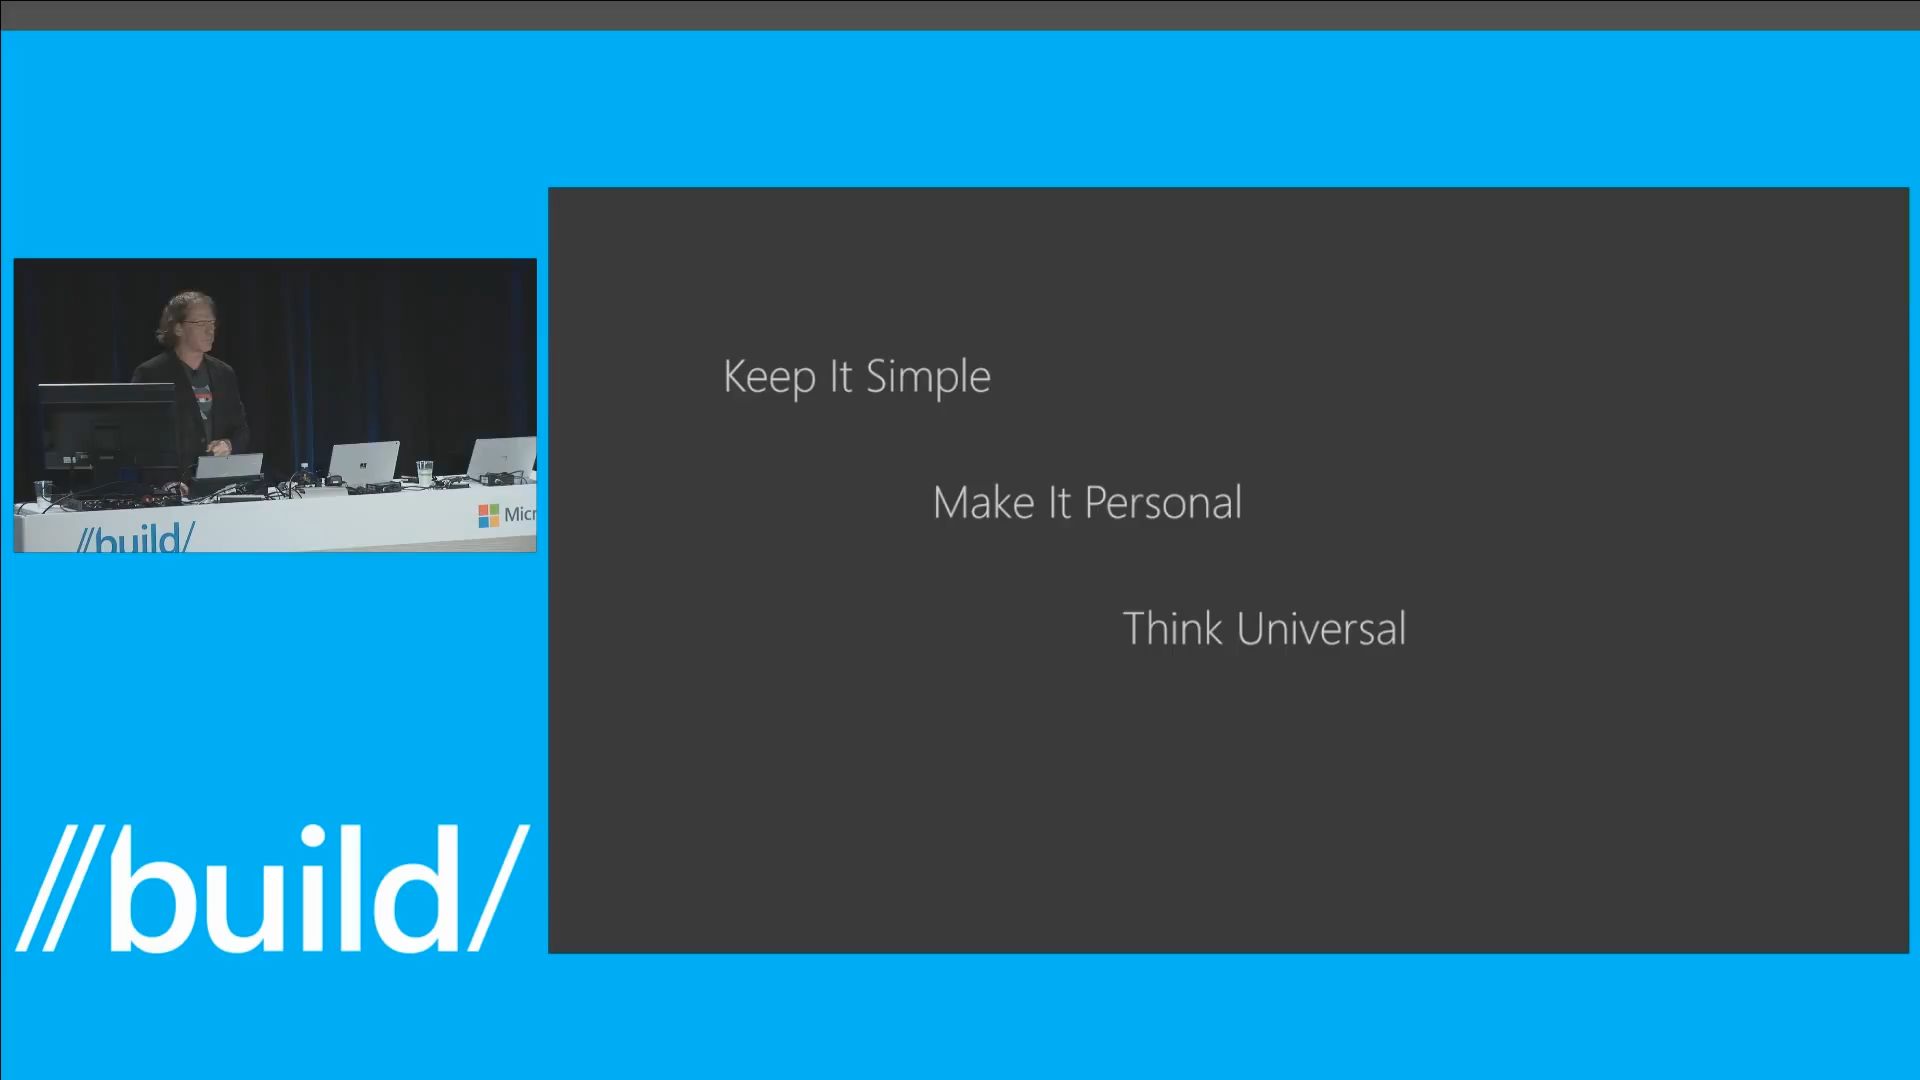 Keep It Simple
Make It Personal
Think Universal
//build/
Micr
//build/